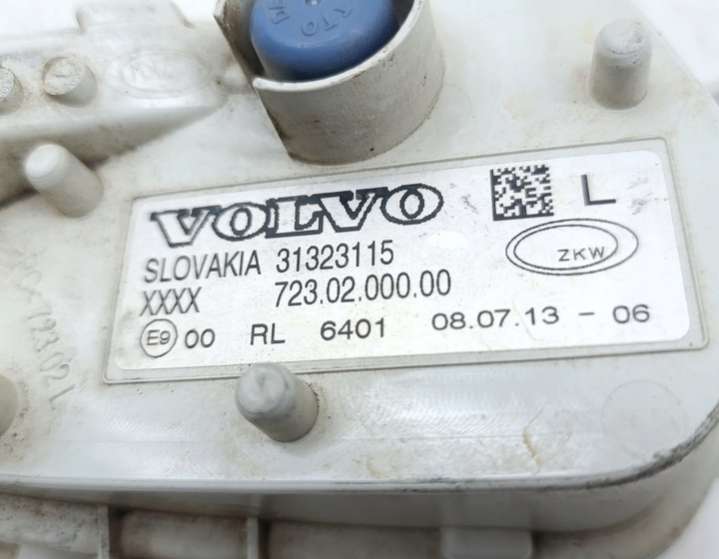 VOLVO L
ZKW
SLOVAKIA 31323115
XXXX 723.02.000.00
E9 00 RL 6401 08.07.13 - 06